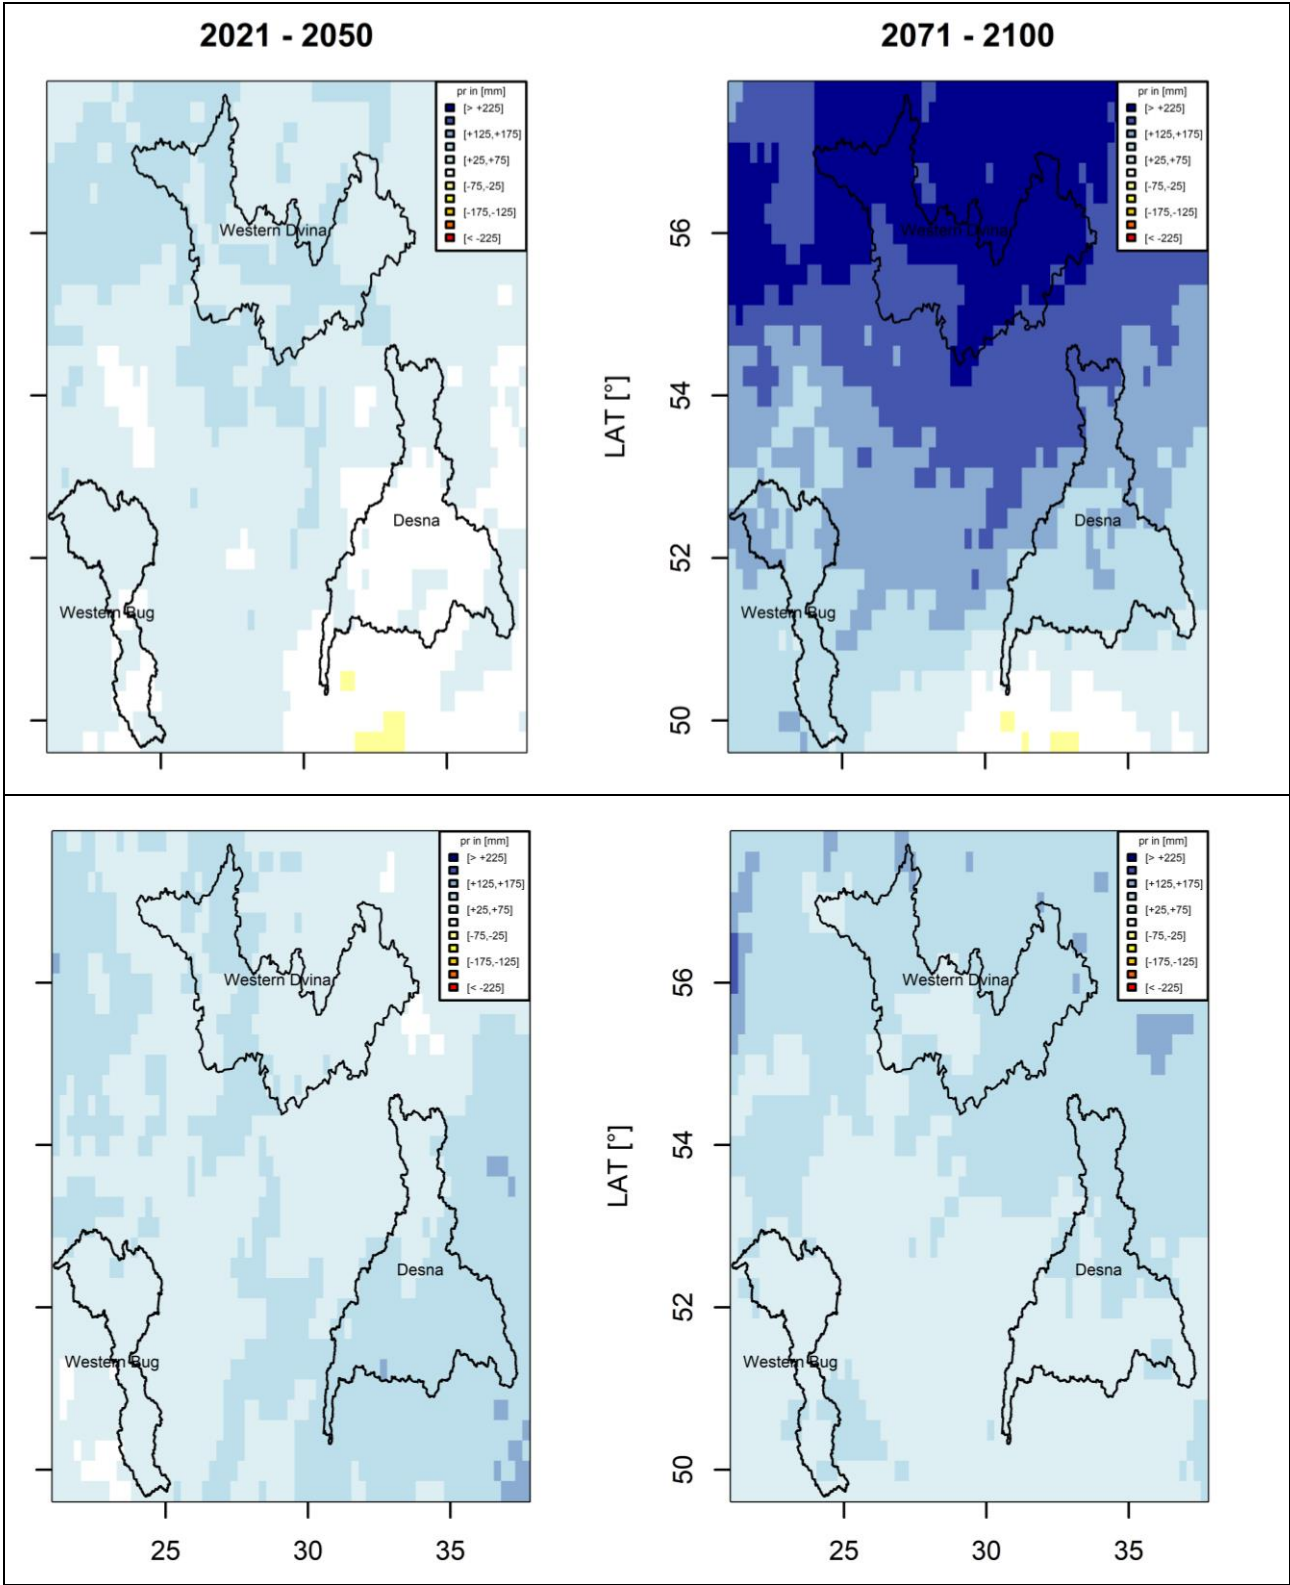 2021 - 2050
2071 - 2100
pr in [mm]
[> +225]
[+125,+175]
[+25,+75]
[-75,-25]
[-175,-125]
[< -225]
Western Dvina
Desna
Western Bug
pr in [mm]
[> +225]
[+125,+175]
[+25,+75]
[-75,-25]
[-175,-125]
[< -225]
Western Dvina
Desna
Western Bug
LAT [°]
56
54
52
50
pr in [mm]
[> +225]
[+125,+175]
[+25,+75]
[-75,-25]
[-175,-125]
[< -225]
Western Dvina
Desna
Western Bug
25
30
35
pr in [mm]
[> +225]
[+125,+175]
[+25,+75]
[-75,-25]
[-175,-125]
[< -225]
Western Dvina
Desna
Western Bug
LAT [°]
56
54
52
50
25
30
35